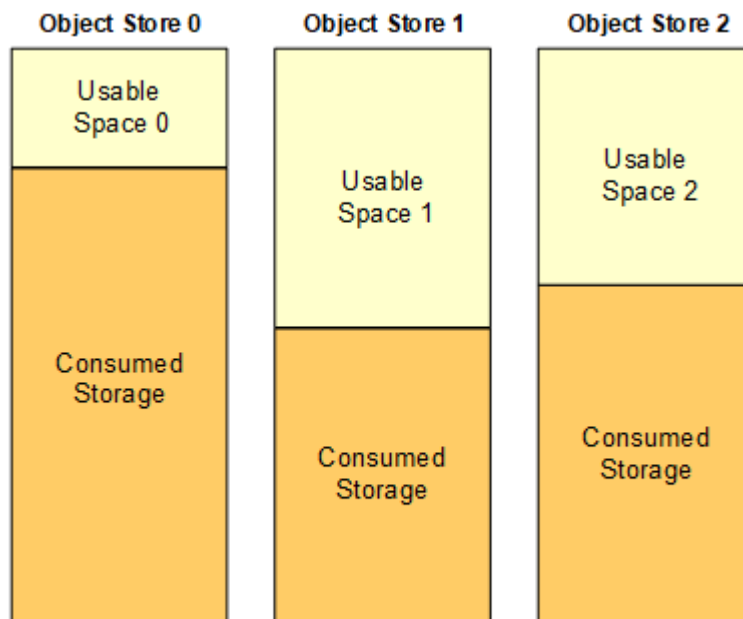 Object Store 0
Object Store 1
Object Store 2
Usable
Space 0
Usable
Space 1
Usable
Space 2
Consumed
Storage
Consumed
Storage
Consumed
Storage